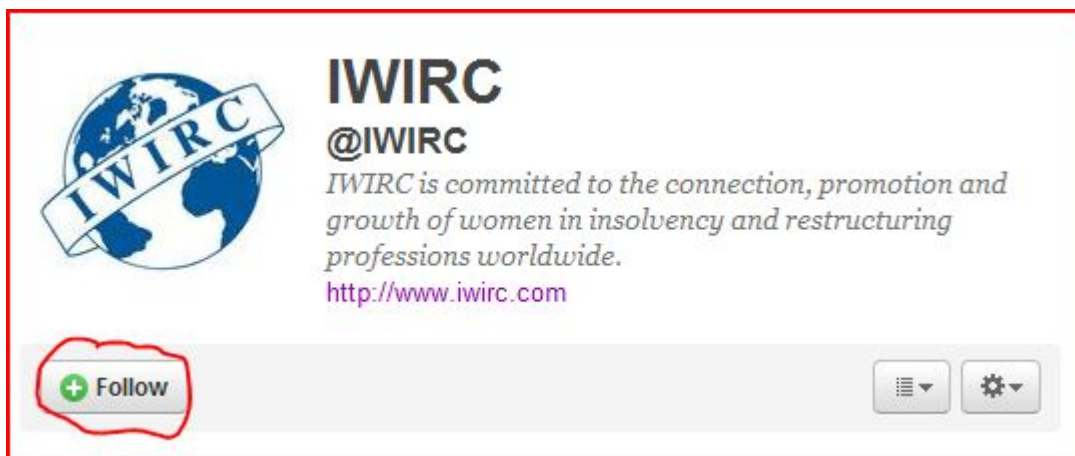 IWIRC
IWIRC
@IWIRC
IWIRC is committed to the connection, promotion and
growth of women in insolvency and restructuring
professions worldwide.
http://www.iwirc.com
Follow